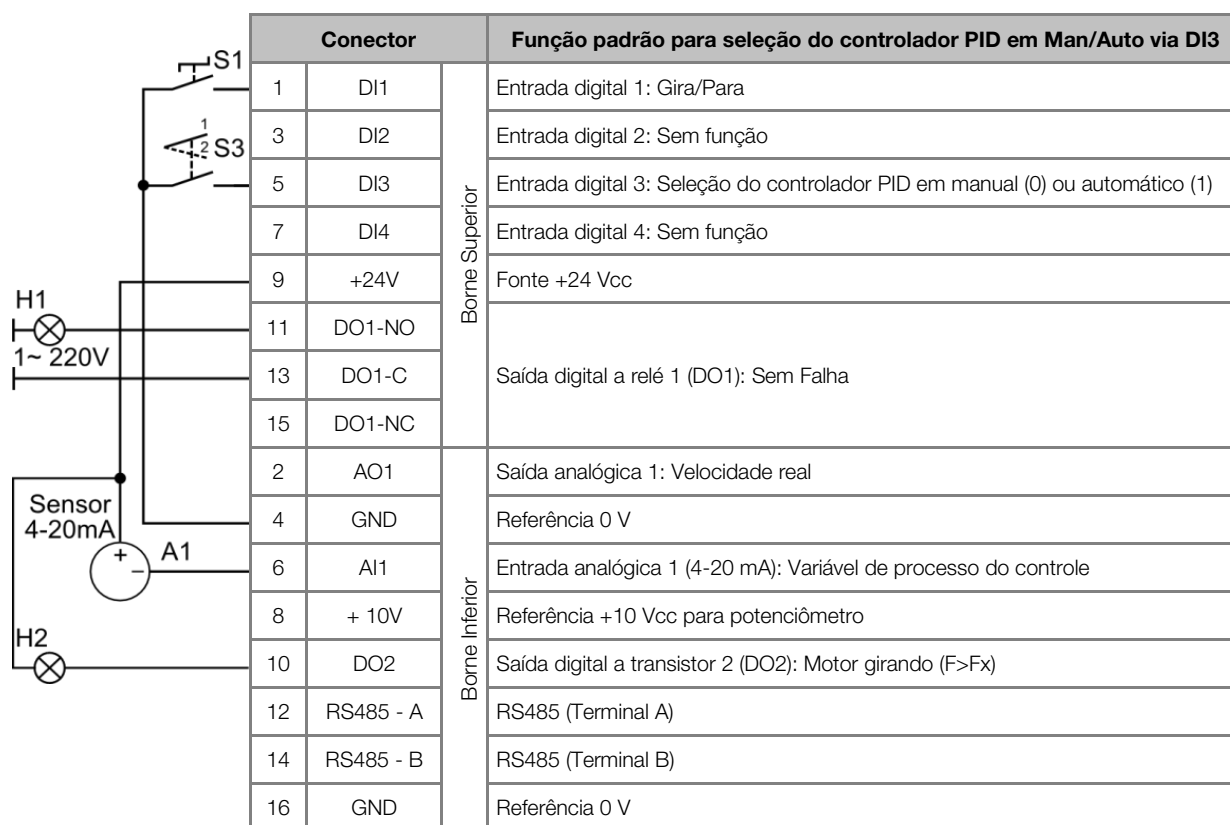 Conector Função padrão para seleção do controlador PID em Man/Auto via DI3
S1
1 DI1 Entrada digital 1: Gira/Para
3 DI2 Entrada digital 2: Sem função
1
2 S3
5 DI3 Entrada digital 3: Seleção do controlador PID em manual (0) ou automático (1)
7 DI4 Entrada digital 4: Sem função
Borne Superior
9 +24V Fonte +24 Vcc
H1
11 DO1-NO
1~ 220V
13 DO1-C Saída digital a relé 1 (DO1): Sem Falha
15 DO1-NC
2 AO1 Saída analógica 1: Velocidade real
Sensor
4-20mA
4 GND Referência 0 V
+ − A1
6 AI1 Entrada analógica 1 (4-20 mA): Variável de processo do controle
Borne Inferior
8 + 10V Referência +10 Vcc para potenciômetro
H2
10 DO2 Saída digital a transistor 2 (DO2): Motor girando (F>Fx)
12 RS485 - A RS485 (Terminal A)
14 RS485 - B RS485 (Terminal B)
16 GND Referência 0 V